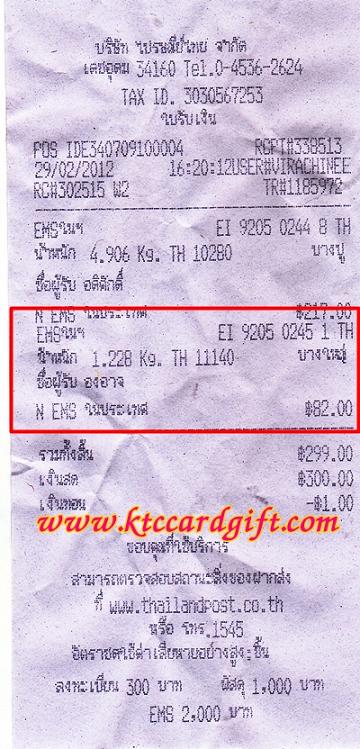 บริษัท ไปรษณีย์ไทย จำกัด
เดชอุดม 34160 Tel.0-4536-2624
TAX ID. 3030567253
ใบรับเงิน
POS IDE340709100004 RCPT#339513
29/02/2012 16:20:12USER#VIRACHINEE
RC#302515 W2 TR#1185972
EMSในฯ EI 9205 0244 8 TH
น้ำหนัก 4.906 Kg. TH 10280 บางปู
ชื่อผู้รับ อดิศักดิ์
N EMS ในประเทศ ฿217.00
EMSในฯ EI 9205 0245 1 TH
น้ำหนัก 1.228 Kg. TH 11140 บางใหญ่
ชื่อผู้รับ องอาจ
N EMS ในประเทศ ฿82.00
รวมทั้งสิ้น ฿299.00
เงินสด ฿300.00
เงินทอน -฿1.00
www.ktccardgift.com
ขอบคุณที่ใช้บริการ
สามารถตรวจสอบสถานะสิ่งของฝากส่ง
ที่ www.thailandpost.co.th
หรือ โทร.1545
อัตราชดใช้ค่าเสียหายอย่างสูง:ชิ้น
ลงทะเบียน 300 บาท พัสดุ 1,000 บาท
EMS 2,000 บาท